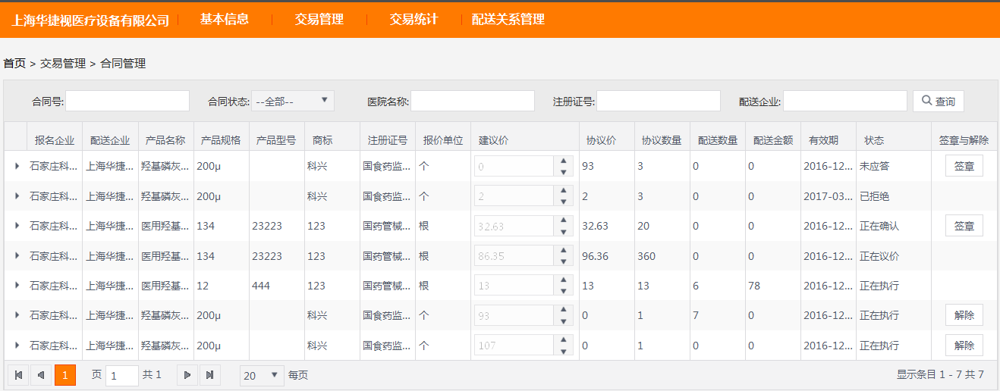 上海华捷视医疗设备有限公司 基本信息 交易管理 交易统计 配送关系管理
首页 > 交易管理 > 合同管理
合同号: 合同状态: --全部-- 医院名称: 注册证号: 配送企业: 查询
报名企业 配送企业 产品名称 产品规格 产品型号 商标 注册证号 报价单位 建议价 协议价 协议数量 配送数量 配送金额 有效期 状态 签章与解除
石家庄科... 上海华捷... 羟基磷灰... 200μ 科兴 国食药监... 个 0 93 3 0 0 2016-12... 未应答 签章
石家庄科... 上海华捷... 羟基磷灰... 200μ 科兴 国食药监... 个 2 2 3 0 0 2017-03... 已拒绝
石家庄科... 上海华捷... 医用羟基... 134 23223 123 国药管械... 根 32.63 32.63 20 0 0 2016-12... 正在确认 签章
石家庄科... 上海华捷... 医用羟基... 134 23223 123 国药管械... 根 86.35 96.36 360 0 0 2016-12... 正在议价
石家庄科... 上海华捷... 医用羟基... 12 444 123 国药管械... 根 13 13 13 6 78 2016-12... 正在执行
石家庄科... 上海华捷... 羟基磷灰... 200μ 科兴 国食药监... 个 93 0 1 7 0 2016-12... 正在执行 解除
石家庄科... 上海华捷... 羟基磷灰... 200μ 科兴 国食药监... 个 107 0 1 0 0 2016-12... 正在执行 解除
1 页 1 共 1 20 每页 显示条目 1 - 7 共 7